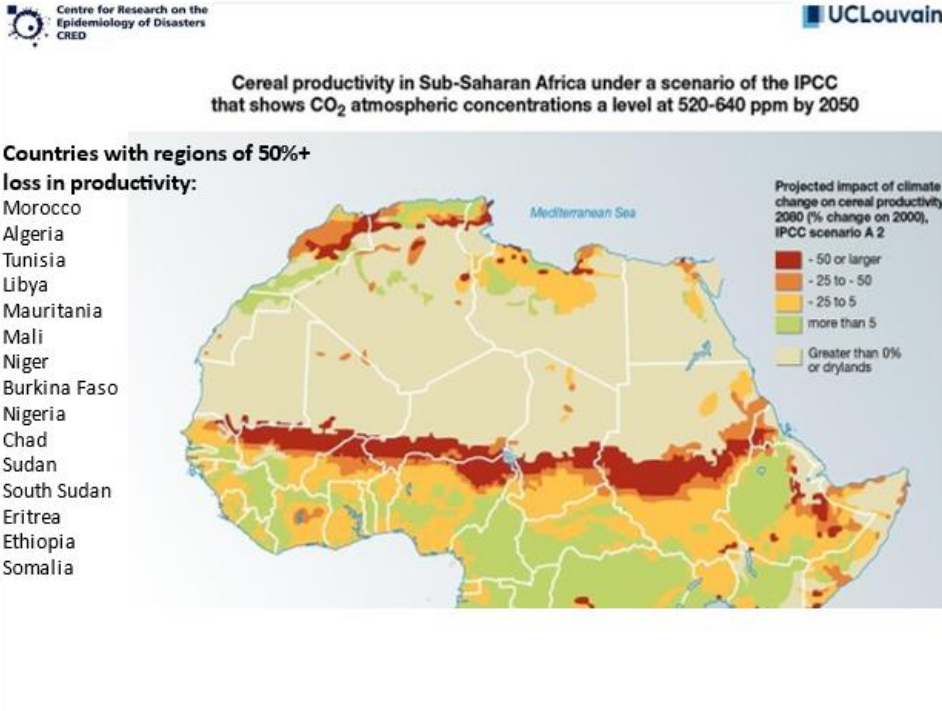 Centre for Research on the
Epidemiology of Disasters
CRED
UCLouvain
Cereal productivity in Sub-Saharan Africa under a scenario of the IPCC
that shows CO₂ atmospheric concentrations a level at 520-640 ppm by 2050
Countries with regions of 50%+
loss in productivity:
Morocco
Algeria
Tunisia
Libya
Mauritania
Mali
Niger
Burkina Faso
Nigeria
Chad
Sudan
South Sudan
Eritrea
Ethiopia
Somalia
Mediterranean Sea
Projected impact of climate
change on cereal productivity
2080 (% change on 2000),
IPCC scenario A 2
- 50 or larger
- 25 to - 50
- 25 to 5
more than 5
Greater than 0%
or drylands